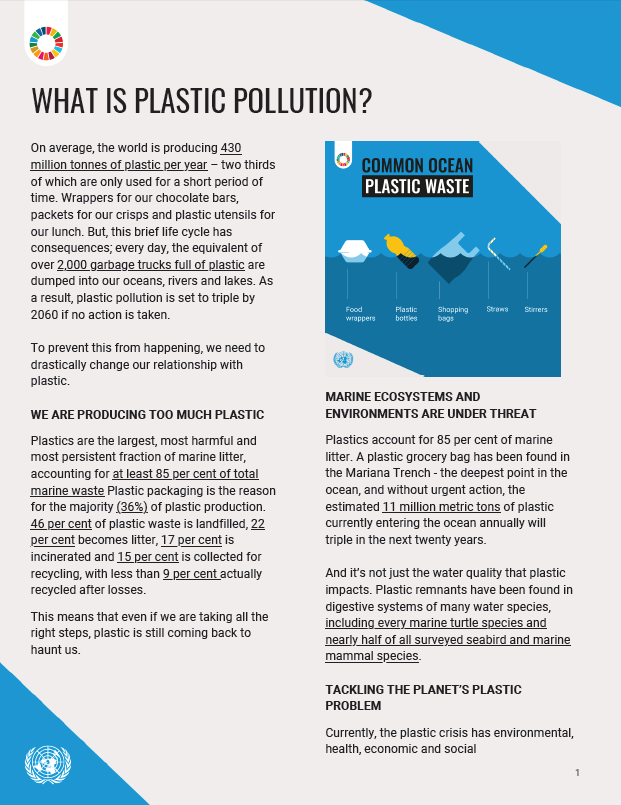 WHAT IS PLASTIC POLLUTION?
On average, the world is producing 430
million tonnes of plastic per year – two thirds
of which are only used for a short period of
time. Wrappers for our chocolate bars,
packets for our crisps and plastic utensils for
our lunch. But, this brief life cycle has
consequences; every day, the equivalent of
over 2,000 garbage trucks full of plastic are
dumped into our oceans, rivers and lakes. As
a result, plastic pollution is set to triple by
2060 if no action is taken.
To prevent this from happening, we need to
drastically change our relationship with
plastic.
WE ARE PRODUCING TOO MUCH PLASTIC
Plastics are the largest, most harmful and
most persistent fraction of marine litter,
accounting for at least 85 per cent of total
marine waste Plastic packaging is the reason
for the majority (36%) of plastic production.
46 per cent of plastic waste is landfilled, 22
per cent becomes litter, 17 per cent is
incinerated and 15 per cent is collected for
recycling, with less than 9 per cent actually
recycled after losses.
This means that even if we are taking all the
right steps, plastic is still coming back to
haunt us.
COMMON OCEAN
PLASTIC WASTE
Food
wrappers
Plastic
bottles
Shopping
bags
Straws
Stirrers
MARINE ECOSYSTEMS AND
ENVIRONMENTS ARE UNDER THREAT
Plastics account for 85 per cent of marine
litter. A plastic grocery bag has been found in
the Mariana Trench - the deepest point in the
ocean, and without urgent action, the
estimated 11 million metric tons of plastic
currently entering the ocean annually will
triple in the next twenty years.
And it's not just the water quality that plastic
impacts. Plastic remnants have been found in
digestive systems of many water species,
including every marine turtle species and
nearly half of all surveyed seabird and marine
mammal species.
TACKLING THE PLANET'S PLASTIC
PROBLEM
Currently, the plastic crisis has environmental,
health, economic and social
1